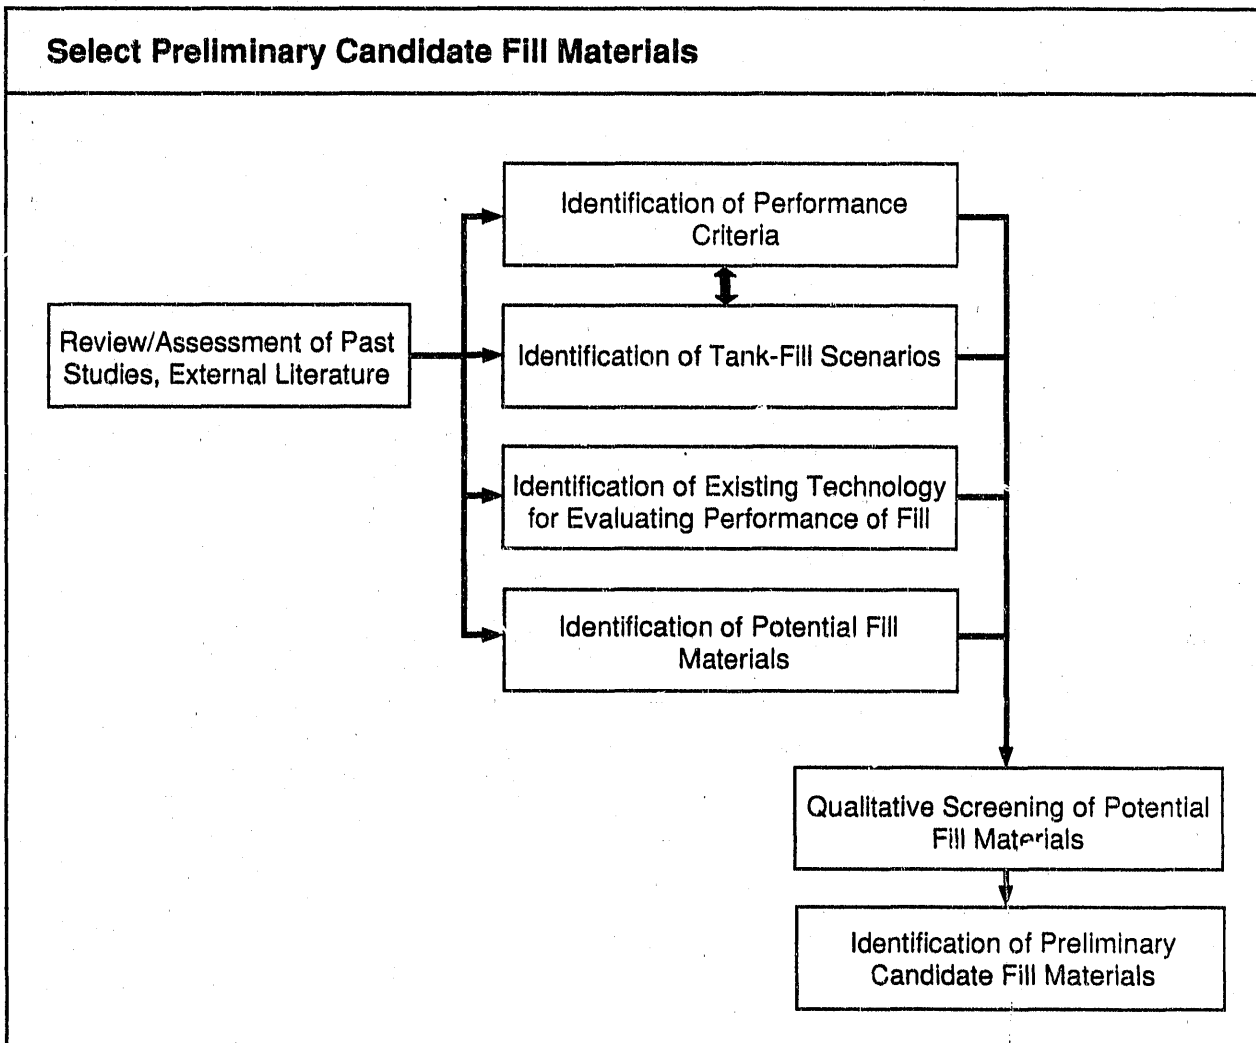 Select Preliminary Candidate Fill Materials
Identification of Performance
Criteria
Review/Assessment of Past
Studies, External Literature
Identification of Tank-Fill Scenarios
Identification of Existing Technology
for Evaluating Performance of Fill
Identification of Potential Fill
Materials
Qualitative Screening of Potential
Fill Materials
Identification of Preliminary
Candidate Fill Materials